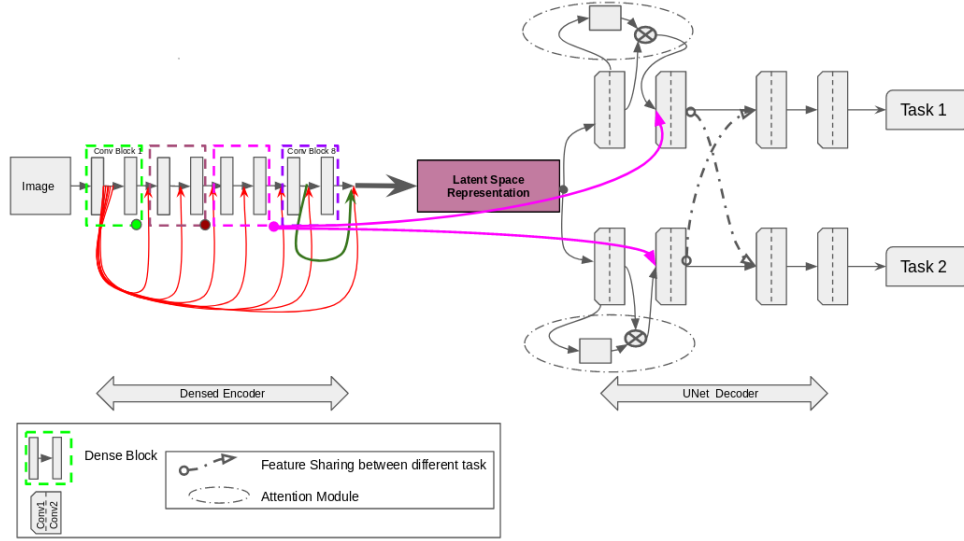 Task 1
Conv Block 1
Conv Block 8
Image
Latent Space
Representation
Task 2
Densed Encoder
UNet Decoder
Dense Block
Feature Sharing between different task
Attention Module
Conv1
Conv2